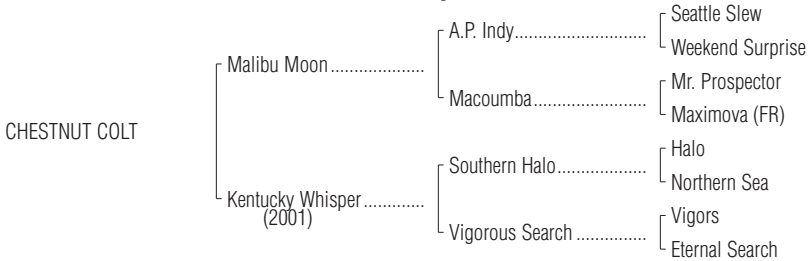 Seattle Slew
A.P. Indy..............................
Weekend Surprise
Malibu Moon.....................
Mr. Prospector
Macoumba..........................
Maximova (FR)
CHESTNUT COLT
Halo
Southern Halo.....................
Northern Sea
Kentucky Whisper..............
(2001)
Vigors
Vigorous Search ................
Eternal Search